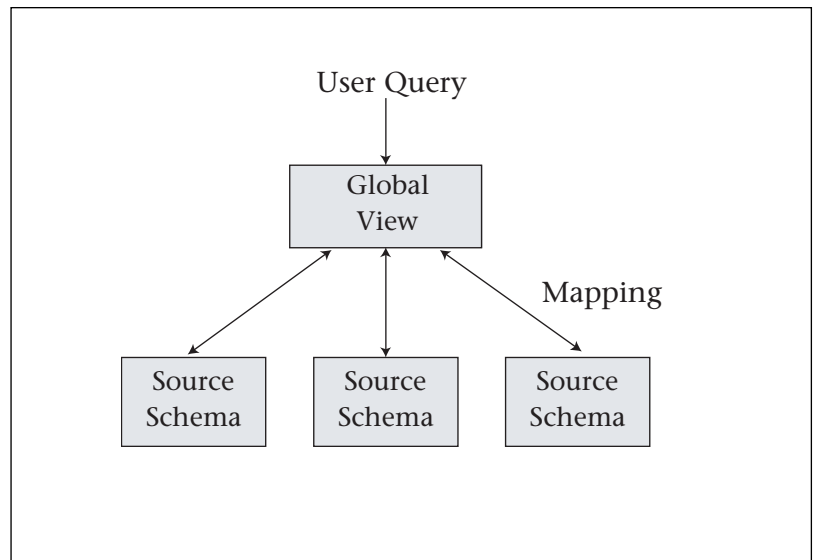 User Query
Global
View
Mapping
Source
Schema
Source
Schema
Source
Schema